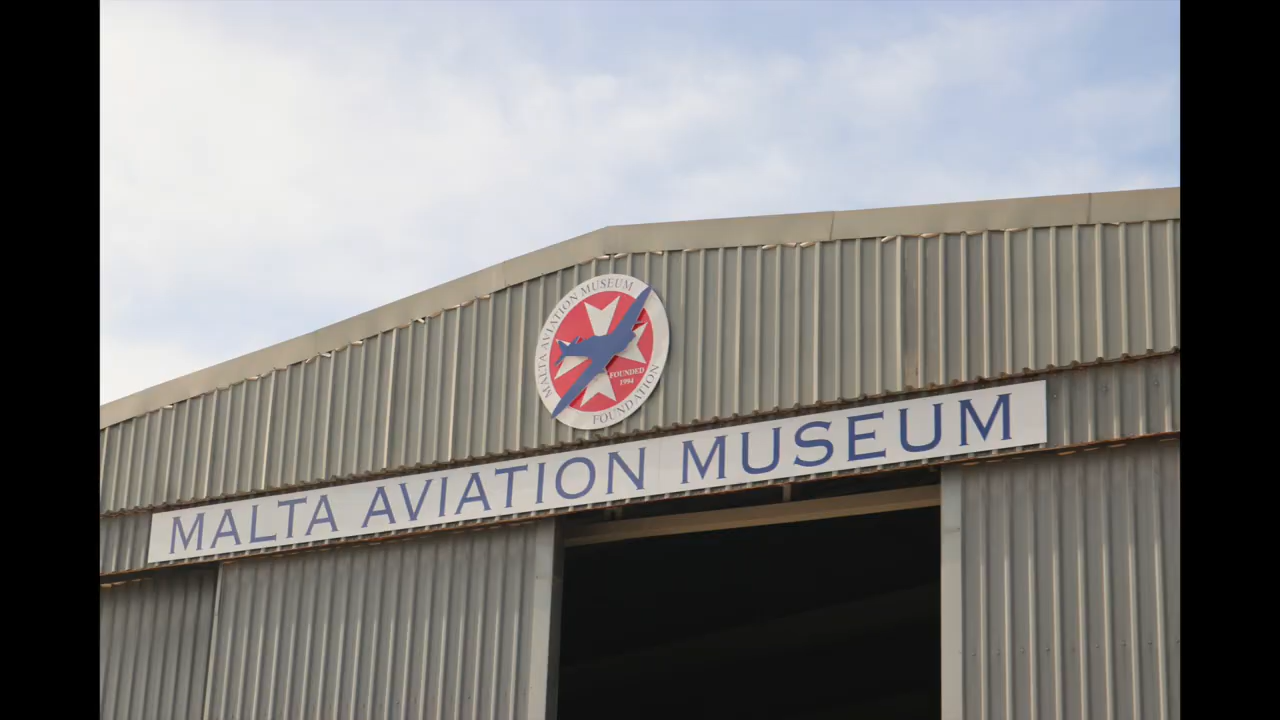 MALTA AVIATION MUSEUM
FOUNDATION
FOUNDED
1994
MALTA AVIATION MUSEUM